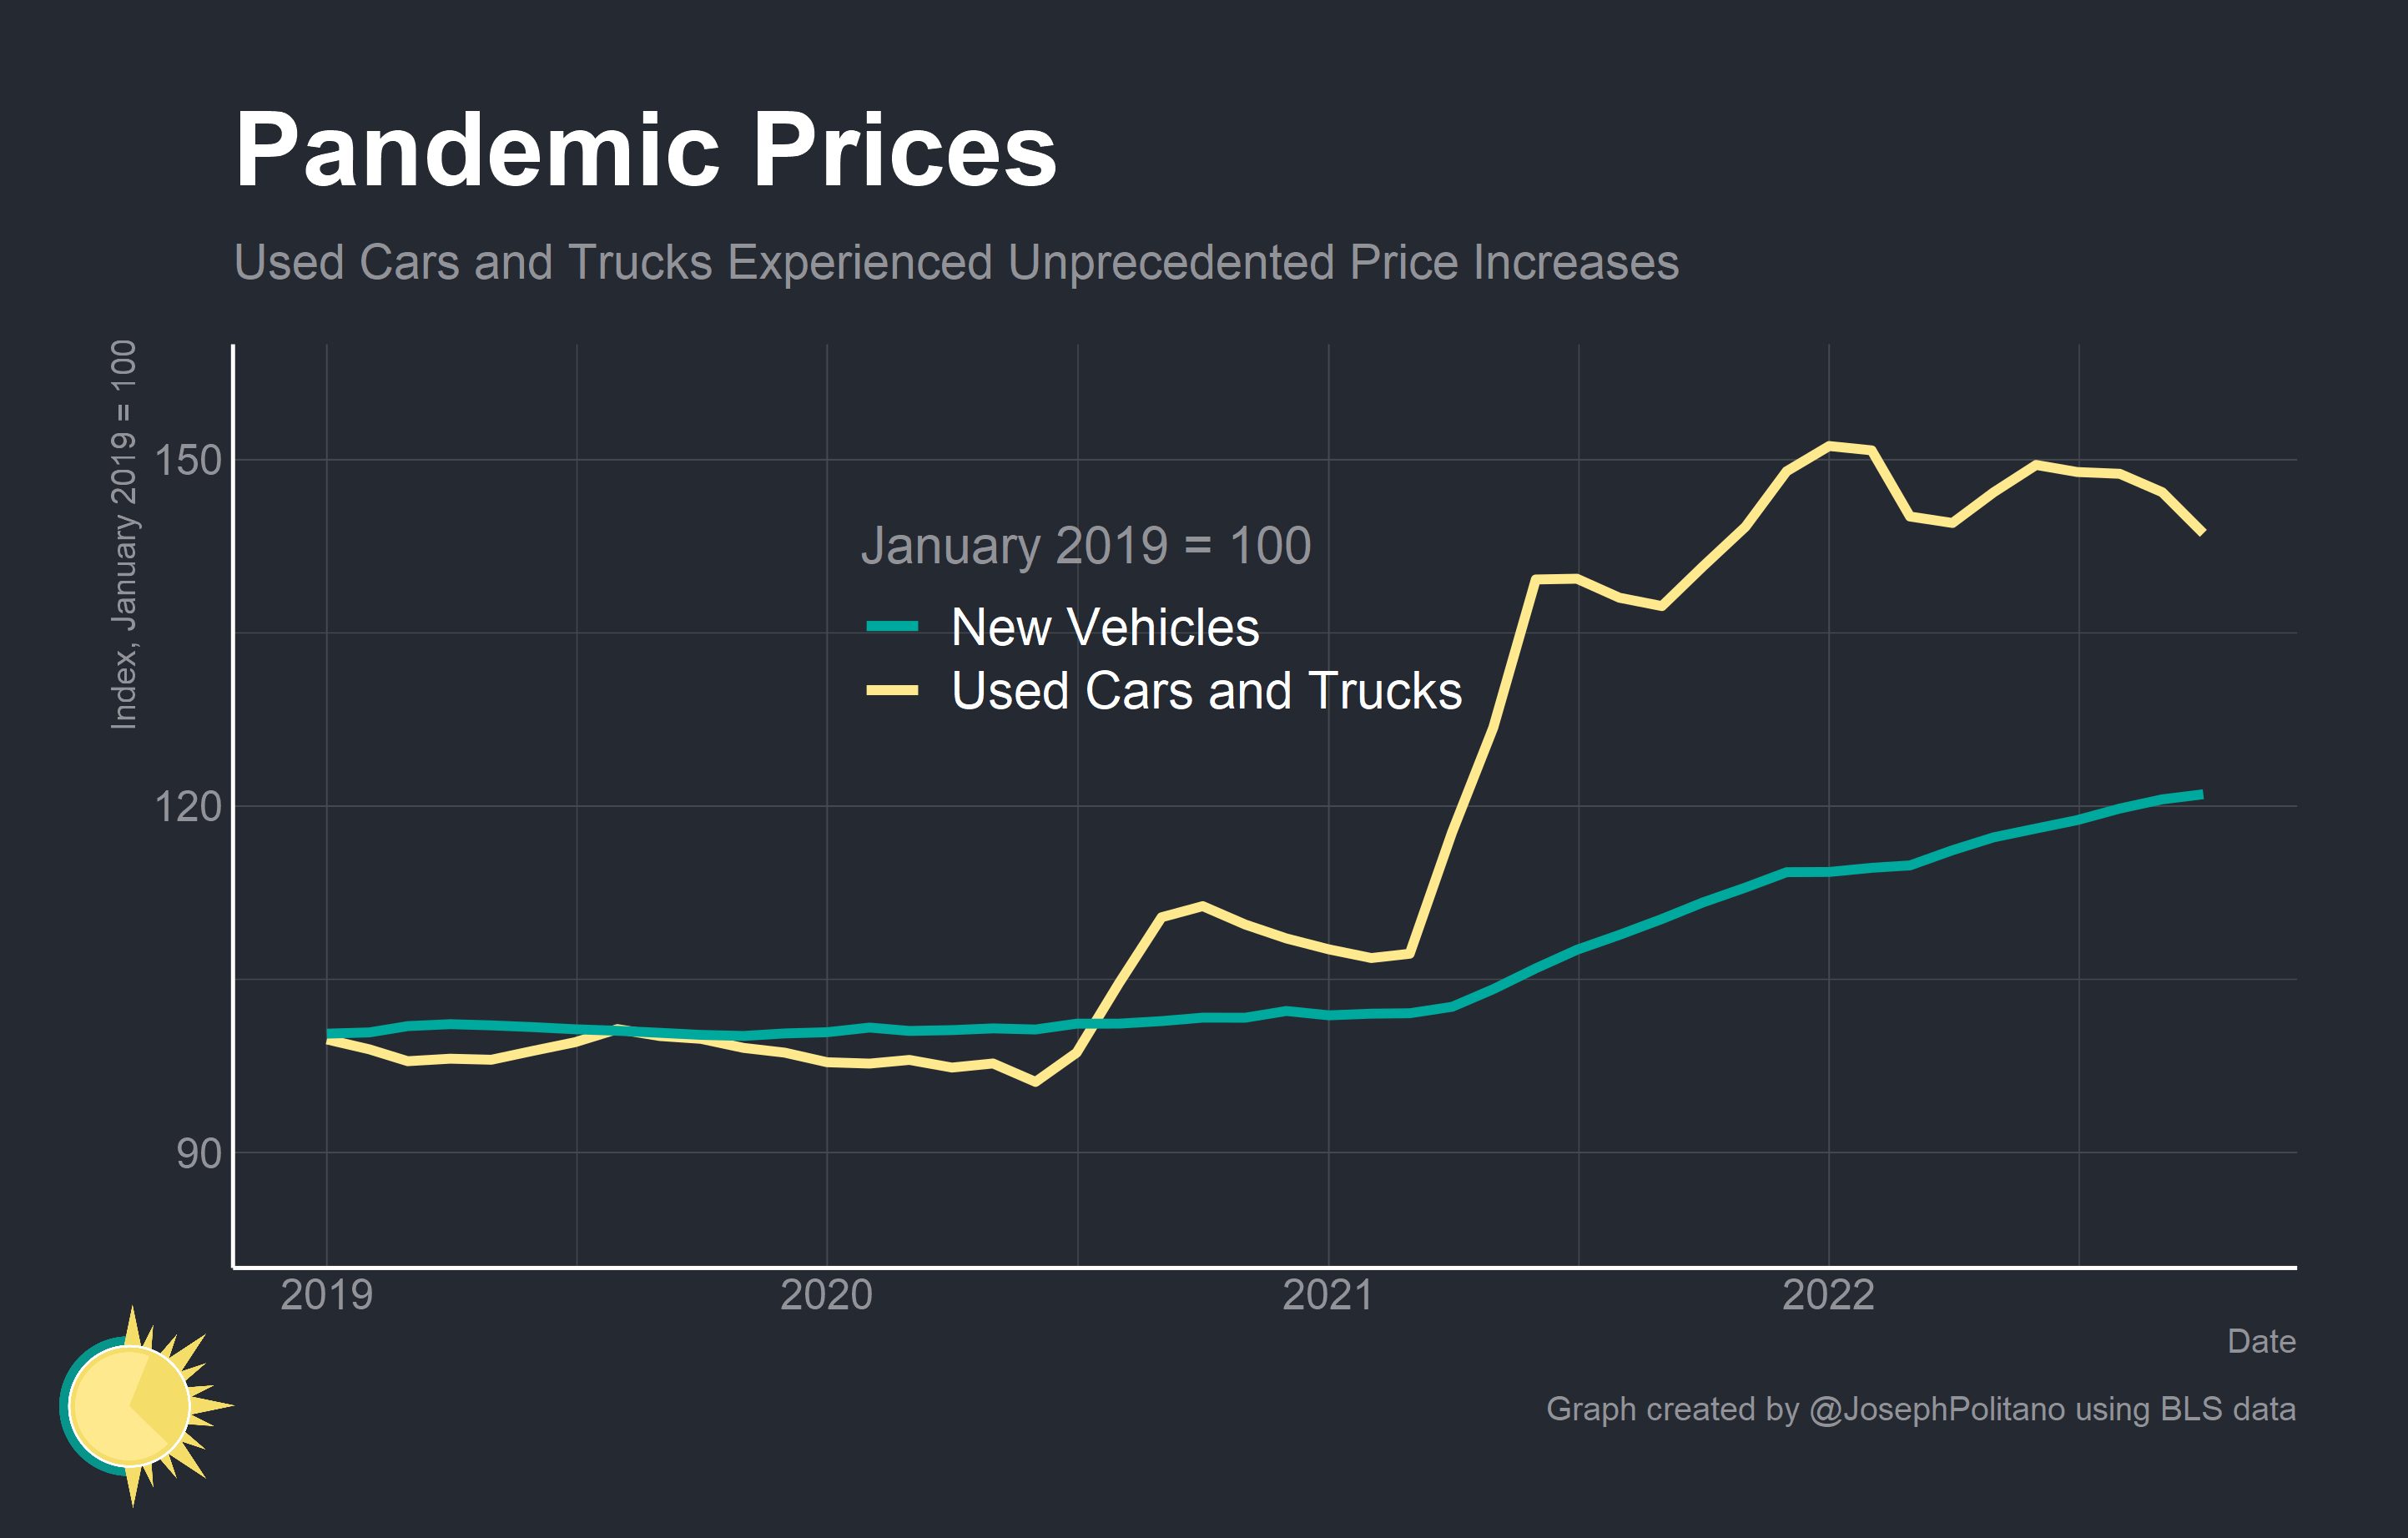 Pandemic Prices
Used Cars and Trucks Experienced Unprecedented Price Increases
Index, January 2019 = 100
150
120
90
January 2019 = 100
New Vehicles
Used Cars and Trucks
2019
2020
2021
2022
Date
Graph created by @JosephPolitano using BLS data